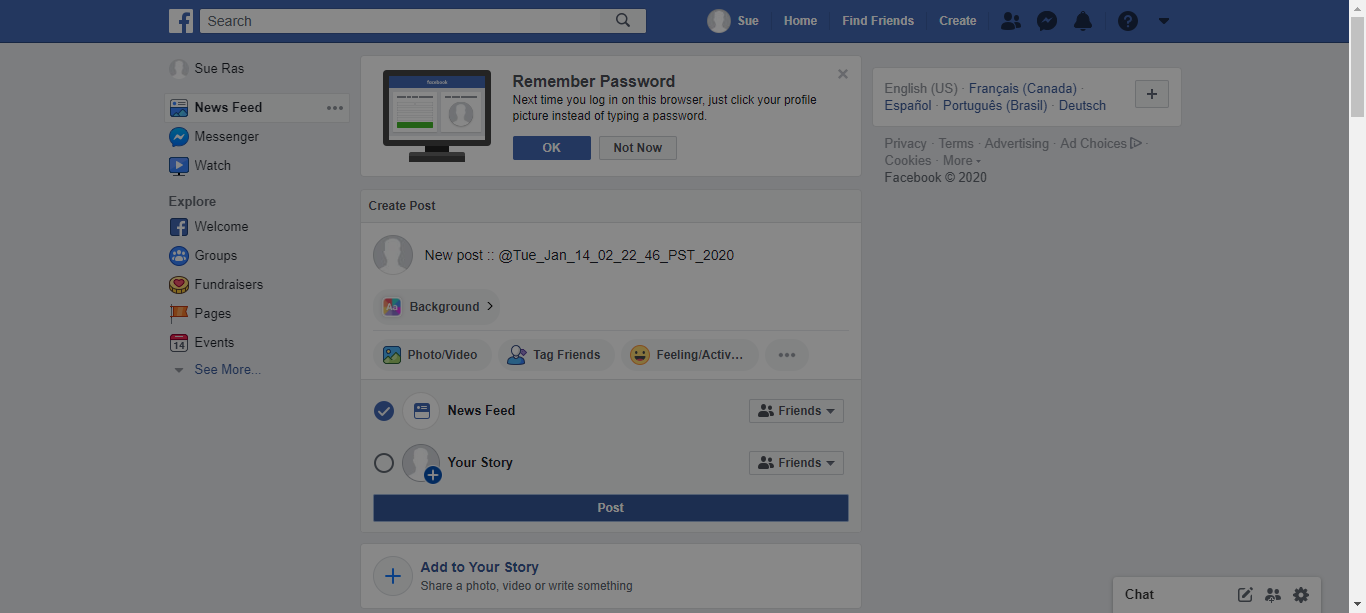 Search
Sue
Home
Find Friends
Create
Sue Ras
News Feed
Messenger
Watch
Explore
Welcome
Groups
Fundraisers
Pages
14
Events
See More...
facebook
Remember Password
Next time you log in on this browser, just click your profile
picture instead of typing a password.
OK
Not Now
Create Post
New post :: @Tue_Jan_14_02_22_46_PST_2020
Aa
Background
Photo/Video
Tag Friends
Feeling/Activ...
News Feed
Friends
Your Story
Friends
Post
Add to Your Story
Share a photo, video or write something
English (US) · Français (Canada) ·
Español · Português (Brasil) · Deutsch
Privacy · Terms · Advertising · Ad Choices ·
Cookies · More
Facebook © 2020
Chat